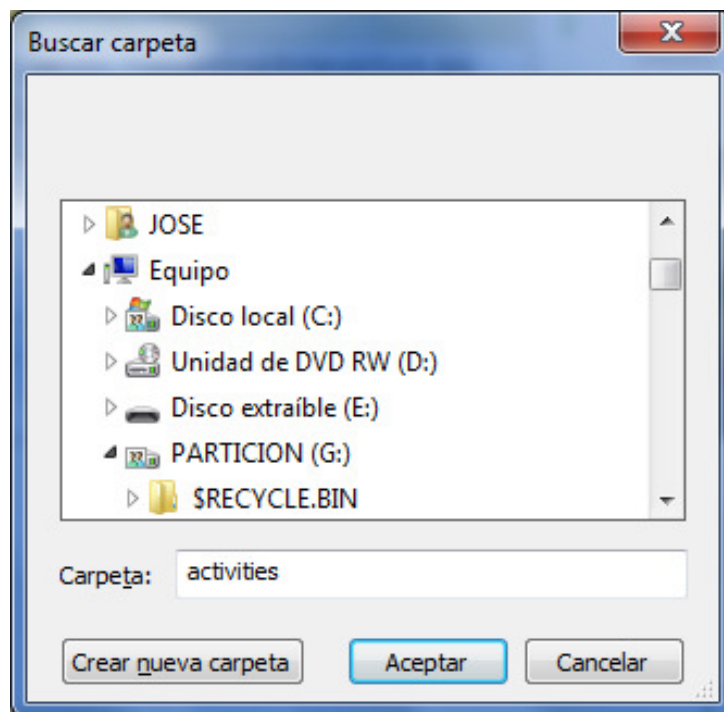 Buscar carpeta
JOSE
Equipo
Disco local (C:)
Unidad de DVD RW (D:)
Disco extraíble (E:)
PARTICION (G:)
$RECYCLE.BIN
Carpeta: activities
Crear nueva carpeta Aceptar Cancelar